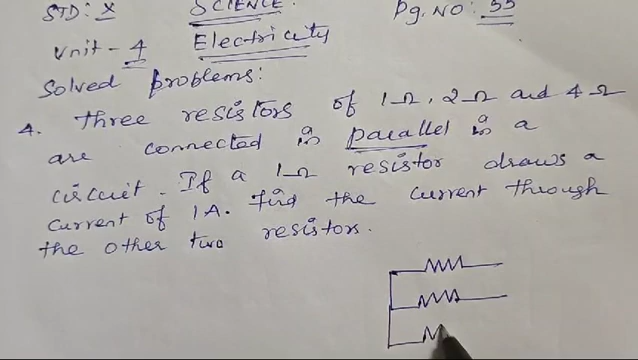 STD: X SCIENCE. Pg. NO: 55
Unit - 4 Electricity
Solved problems:
4. Three resistors of 1Ω, 2Ω and 4Ω
are connected in parallel in a
circuit. If a 1Ω resistor draws a
current of 1A. find the current through
the other two resistors.